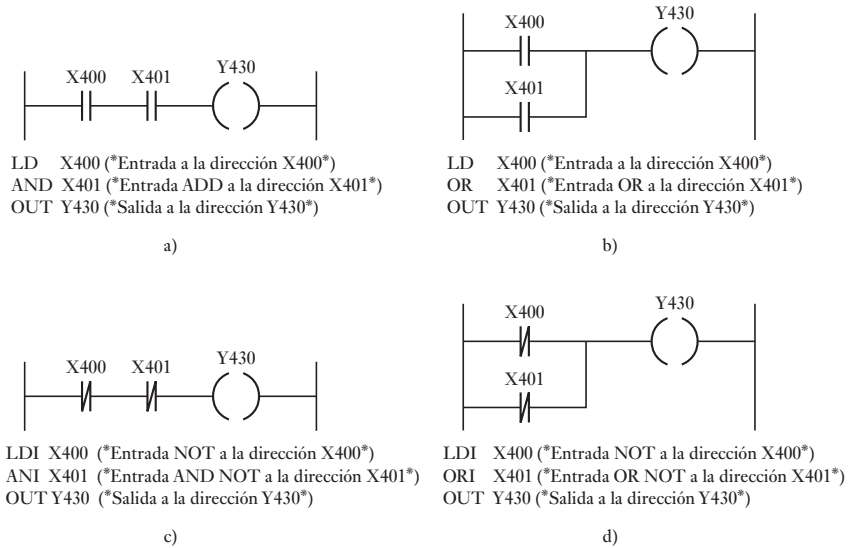 X400 X401 Y430
LD X400 (*Entrada a la dirección X400*)
AND X401 (*Entrada ADD a la dirección X401*)
OUT Y430 (*Salida a la dirección Y430*)
a)
X400 Y430
X401
LD X400 (*Entrada a la dirección X400*)
OR X401 (*Entrada OR a la dirección X401*)
OUT Y430 (*Salida a la dirección Y430*)
b)
X400 X401 Y430
LDI X400 (*Entrada NOT a la dirección X400*)
ANI X401 (*Entrada AND NOT a la dirección X401*)
OUT Y430 (*Salida a la dirección Y430*)
c)
X400 Y430
X401
LDI X400 (*Entrada NOT a la dirección X400*)
ORI X401 (*Entrada OR NOT a la dirección X401*)
OUT Y430 (*Salida a la dirección Y430*)
d)